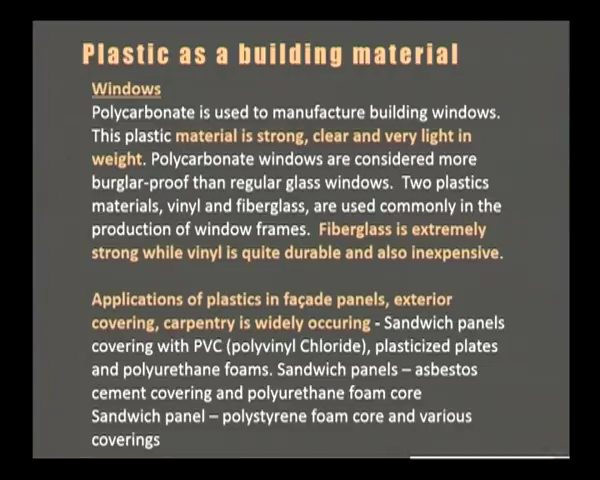 Plastic as a building material
Windows
Polycarbonate is used to manufacture building windows.
This plastic material is strong, clear and very light in
weight. Polycarbonate windows are considered more
burglar-proof than regular glass windows.  Two plastics
materials, vinyl and fiberglass, are used commonly in the
production of window frames.  Fiberglass is extremely
strong while vinyl is quite durable and also inexpensive.
Applications of plastics in façade panels, exterior
covering, carpentry is widely occuring - Sandwich panels
covering with PVC (polyvinyl Chloride), plasticized plates
and polyurethane foams. Sandwich panels – asbestos
cement covering and polyurethane foam core
Sandwich panel – polystyrene foam core and various
coverings